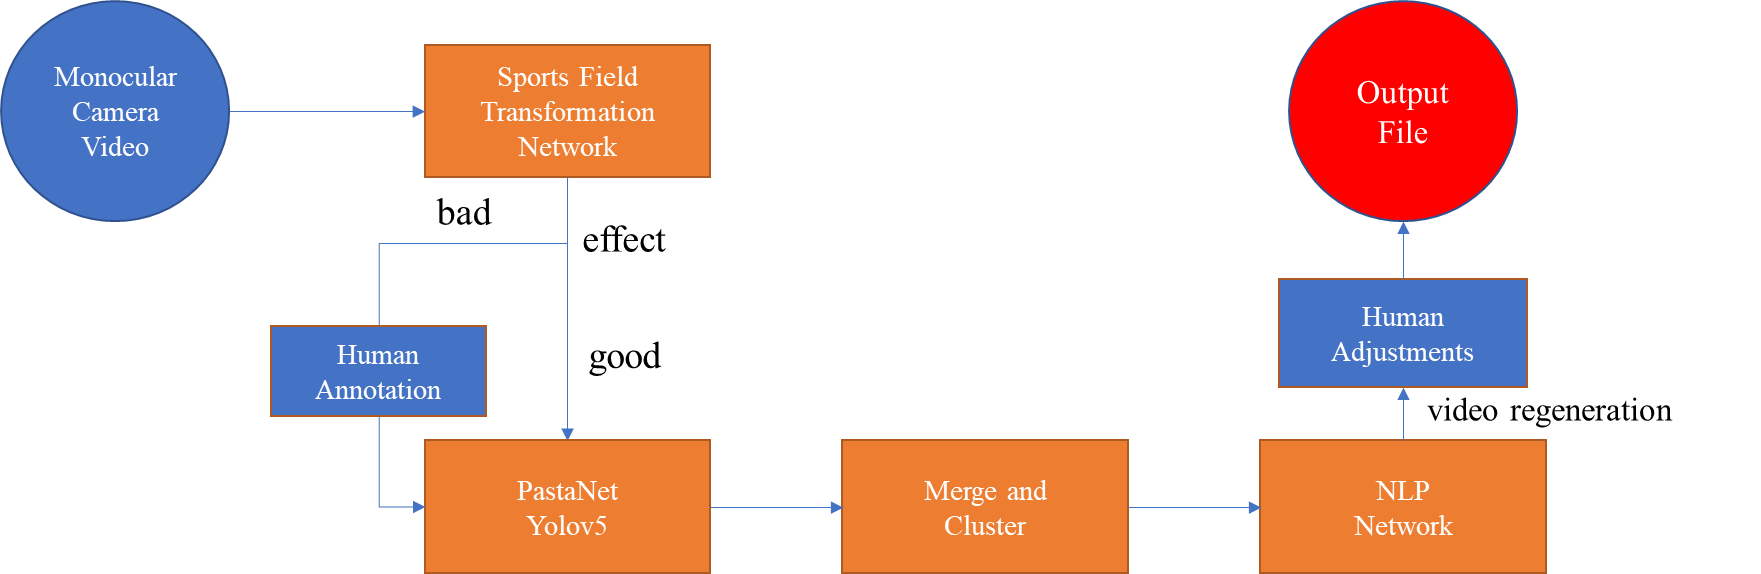 Monocular
Camera
Video
Sports Field
Transformation
Network
bad
effect
good
Human
Annotation
PastaNet
Yolov5
Merge and
Cluster
NLP
Network
video regeneration
Human
Adjustments
Output
File